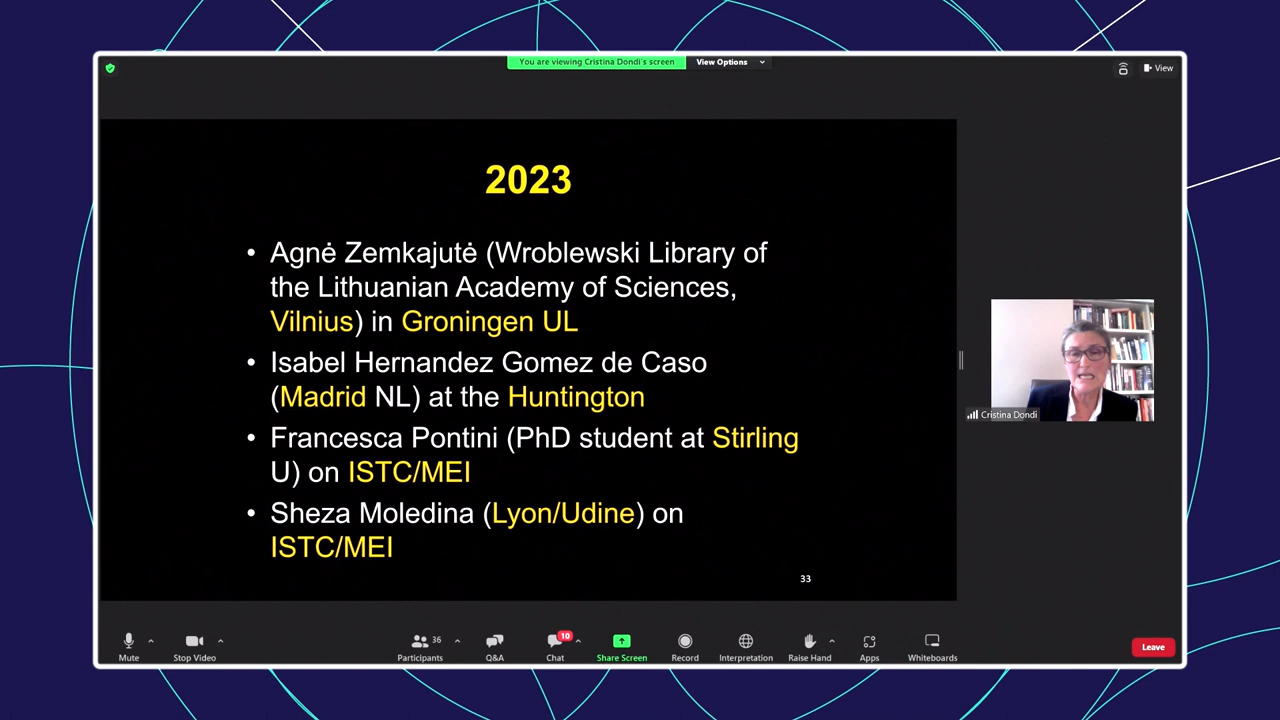 You are viewing Cristina Dondi's screen
View Options
View
2023
• Agnė Zemkajutė (Wroblewski Library of
the Lithuanian Academy of Sciences,
Vilnius) in Groningen UL
• Isabel Hernandez Gomez de Caso
(Madrid NL) at the Huntington
• Francesca Pontini (PhD student at Stirling
U) on ISTC/MEI
• Sheza Moledina (Lyon/Udine) on
ISTC/MEI
33
Cristina Dondi
36
10
Mute
Stop Video
Participants
Q&A
Chat
Share Screen
Record
Interpretation
Raise Hand
Apps
Whiteboards
Leave